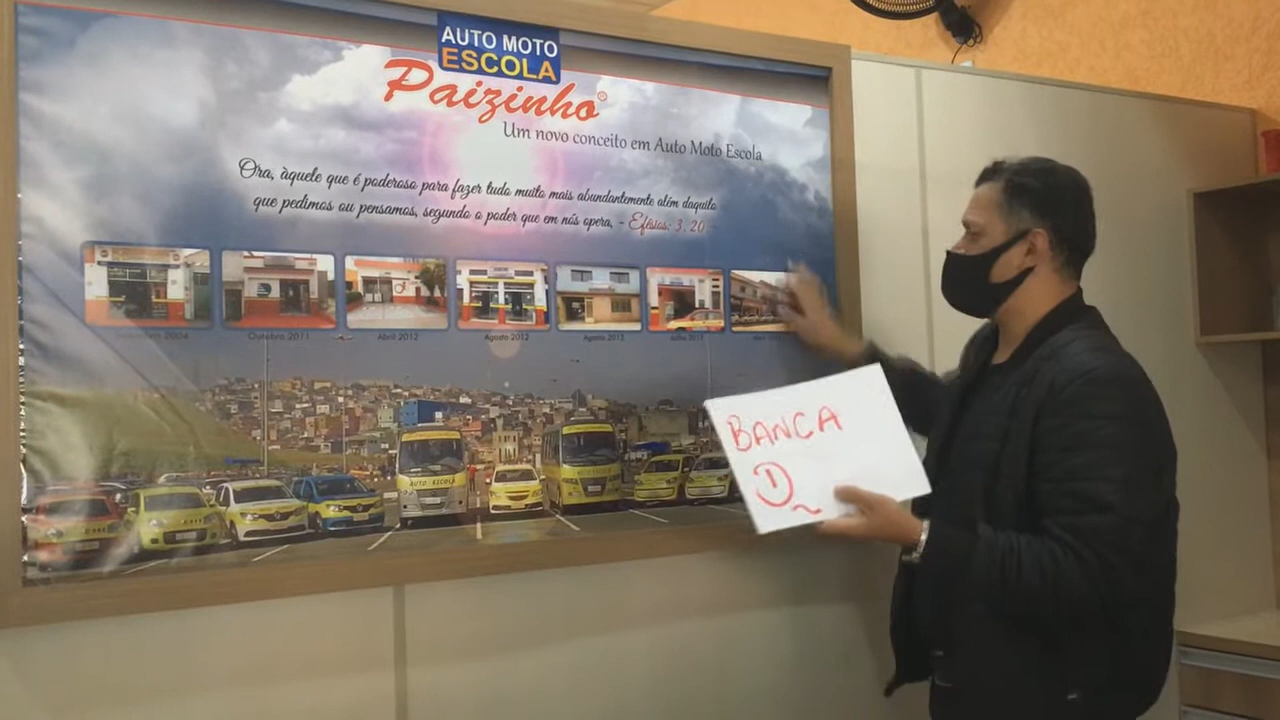 AUTO MOTO
ESCOLA
Paizinho®
Um novo conceito em Auto Moto Escola
Ora, àquele que é poderoso para fazer tudo muito mais abundantemente além daquilo
que pedimos ou pensamos, segundo o poder que em nós opera, - Efésios: 3, 20 -
2004
Outubro 2011
Abril 2012
Agosto 2012
Agosto 2013
Julho
AUTO ESCOLA
BANCA
D